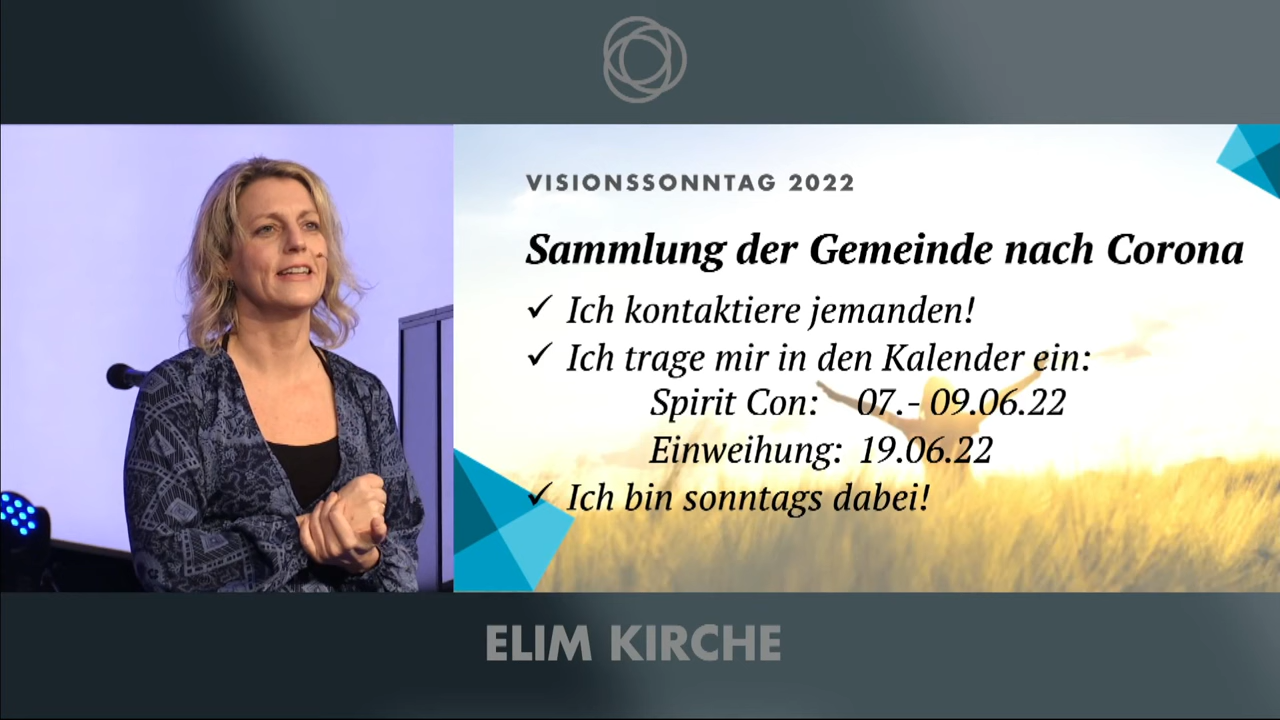 VISIONSSONNTAG 2022
Sammlung der Gemeinde nach Corona
✓ Ich kontaktiere jemanden!
✓ Ich trage mir in den Kalender ein:
Spirit Con: 07.- 09.06.22
Einweihung: 19.06.22
✓ Ich bin sonntags dabei!
ELIM KIRCHE